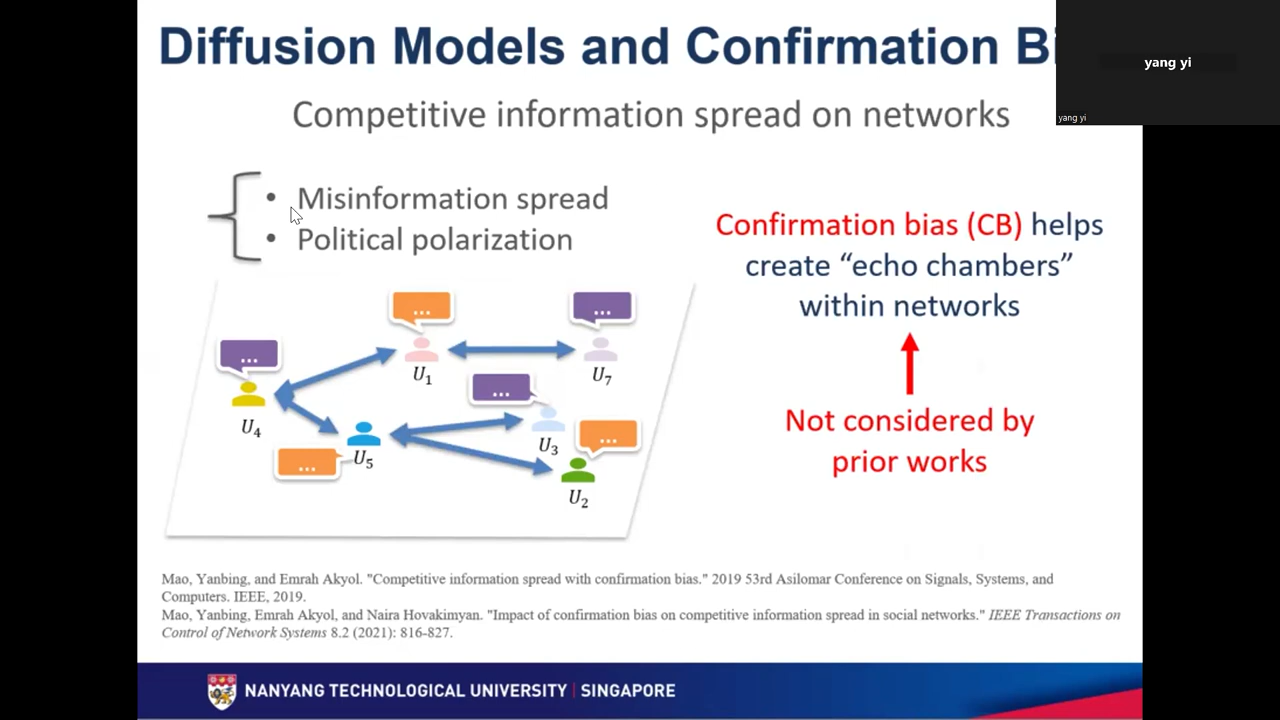 Diffusion Models and Confirmation
yang yi
yang yi
Competitive information spread on networks
• Misinformation spread
• Political polarization
Confirmation bias (CB) helps
create “echo chambers”
within networks
Not considered by
prior works
...
...
...
...
...
...
U1
U7
U4
U3
U5
U2
Mao, Yanbing, and Emrah Akyol. "Competitive information spread with confirmation bias." 2019 53rd Asilomar Conference on Signals, Systems, and
Computers. IEEE, 2019.
Mao, Yanbing, Emrah Akyol, and Naira Hovakimyan. "Impact of confirmation bias on competitive information spread in social networks." IEEE Transactions on
Control of Network Systems 8.2 (2021): 816-827.
NANYANG TECHNOLOGICAL UNIVERSITY | SINGAPORE